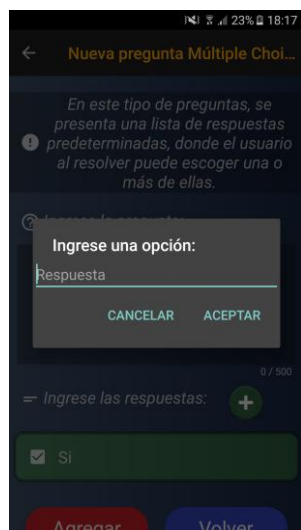 23% 18:17
Nueva pregunta Múltiple Choi...
En este tipo de preguntas, se
presenta una lista de respuestas
predeterminadas, donde el usuario
al resolver puede escoger una o
más de ellas.
Ingrese una opción:
Respuesta
CANCELAR ACEPTAR
0 / 500
Ingrese las respuestas:
Si
Agregar Volver